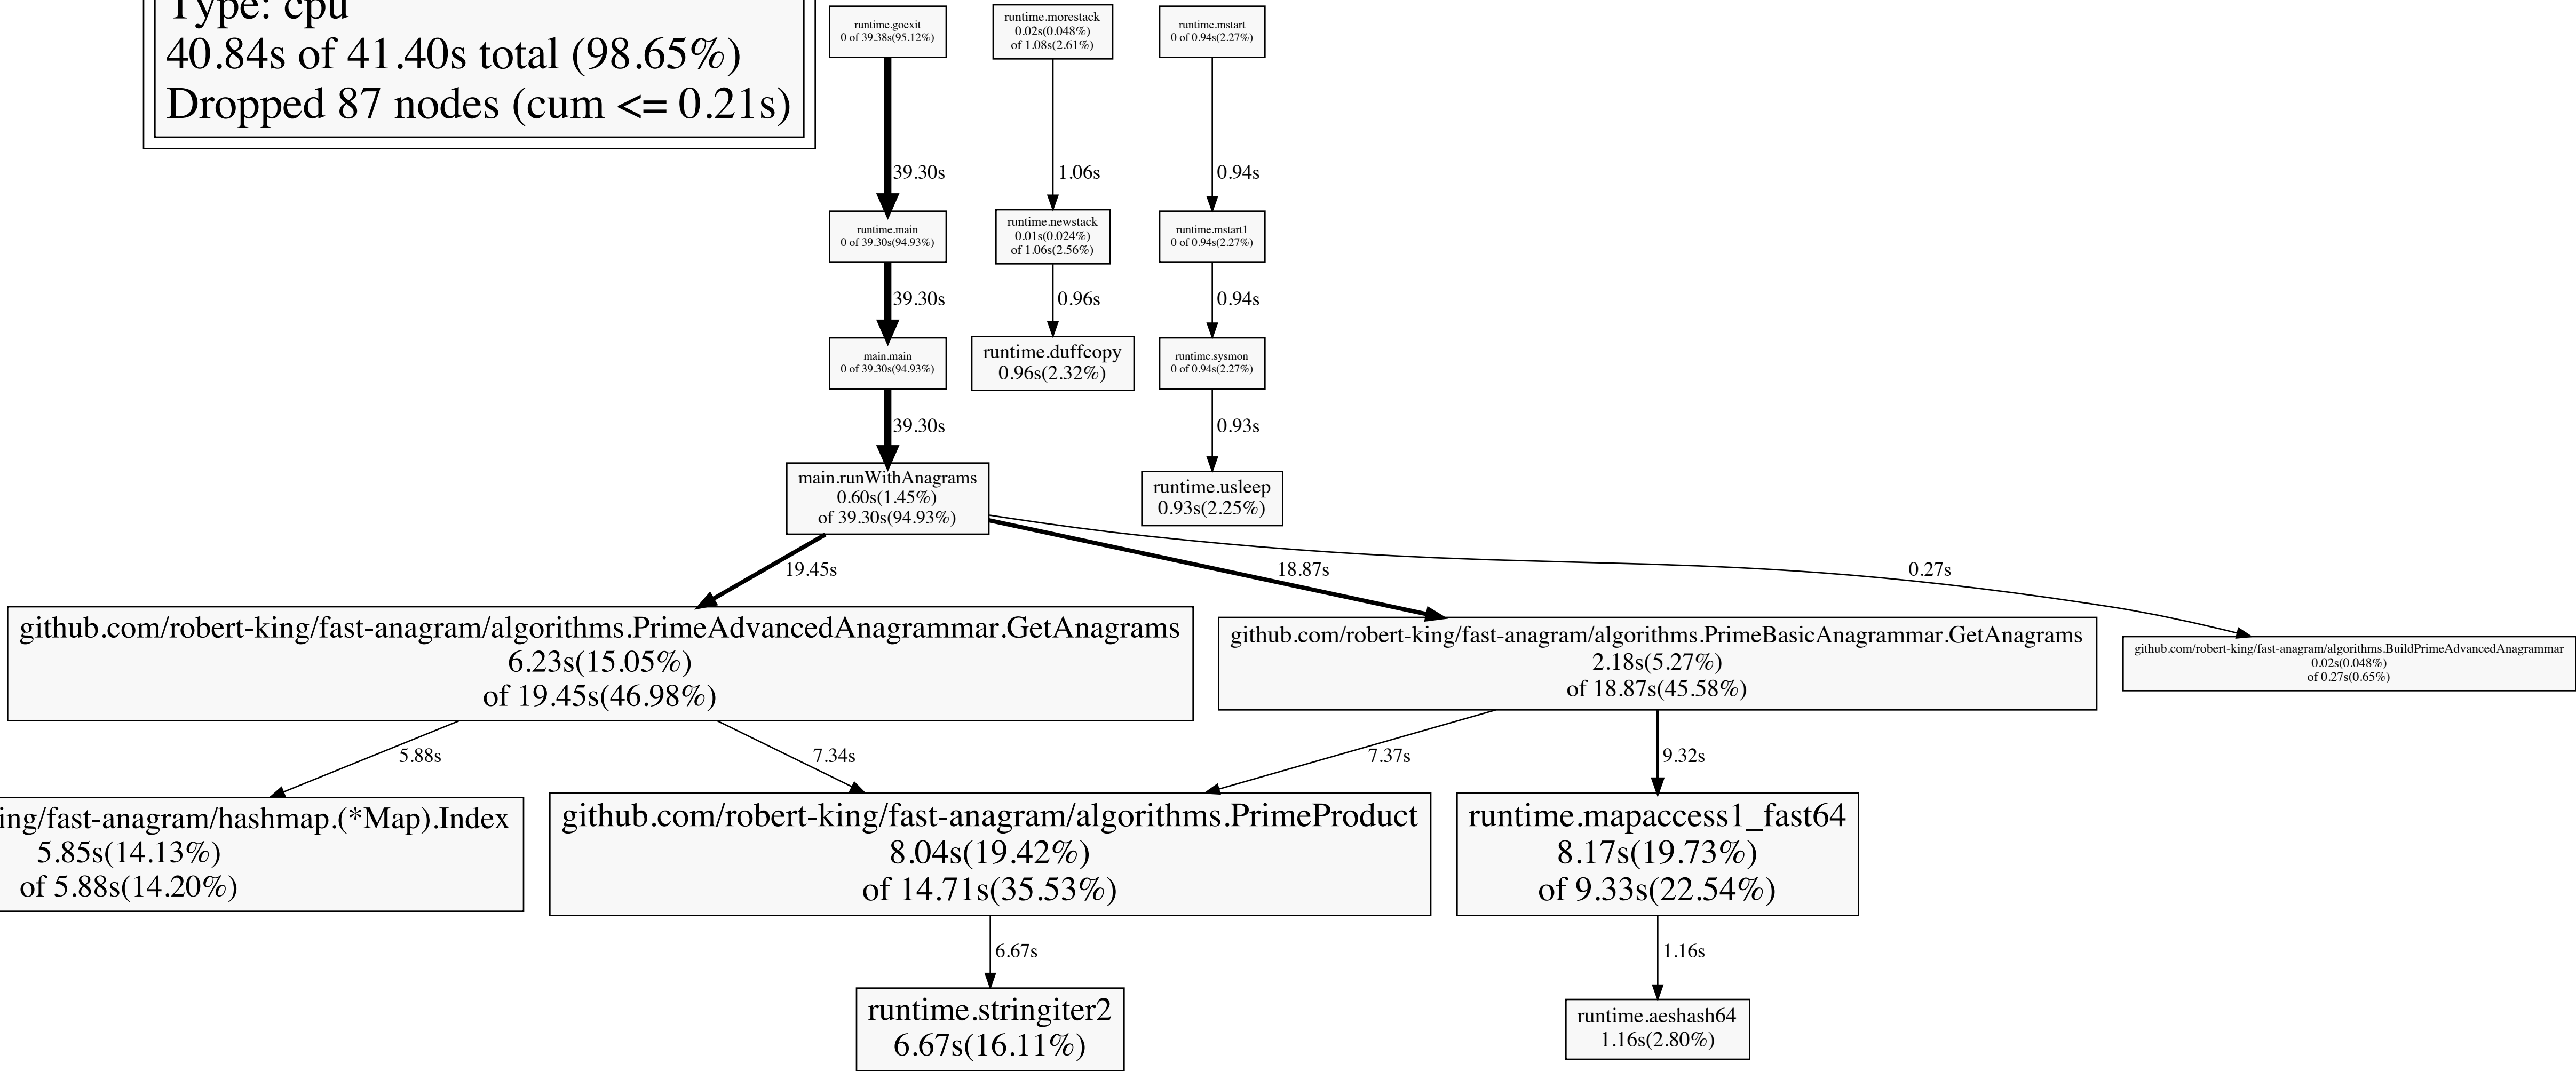 Type: cpu
40.84s of 41.40s total (98.65%)
Dropped 87 nodes (cum <= 0.21s)
runtime.goexit
0 of 39.38s(95.12%)
runtime.morestack
0.02s(0.048%)
of 1.08s(2.61%)
runtime.mstart
0 of 0.94s(2.27%)
39.30s
1.06s
0.94s
runtime.main
0 of 39.30s(94.93%)
runtime.newstack
0.01s(0.024%)
of 1.06s(2.56%)
runtime.mstart1
0 of 0.94s(2.27%)
39.30s
0.96s
0.94s
main.main
0 of 39.30s(94.93%)
runtime.duffcopy
0.96s(2.32%)
runtime.sysmon
0 of 0.94s(2.27%)
39.30s
0.93s
main.runWithAnagrams
0.60s(1.45%)
of 39.30s(94.93%)
runtime.usleep
0.93s(2.25%)
19.45s
18.87s
0.27s
github.com/robert-king/fast-anagram/algorithms.PrimeAdvancedAnagrammar.GetAnagrams
6.23s(15.05%)
of 19.45s(46.98%)
github.com/robert-king/fast-anagram/algorithms.PrimeBasicAnagrammar.GetAnagrams
2.18s(5.27%)
of 18.87s(45.58%)
github.com/robert-king/fast-anagram/algorithms.BuildPrimeAdvancedAnagrammar
0.02s(0.048%)
of 0.27s(0.65%)
5.88s
7.34s
7.37s
9.32s
ing/fast-anagram/hashmap.(*Map).Index
5.85s(14.13%)
of 5.88s(14.20%)
github.com/robert-king/fast-anagram/algorithms.PrimeProduct
8.04s(19.42%)
of 14.71s(35.53%)
runtime.mapaccess1_fast64
8.17s(19.73%)
of 9.33s(22.54%)
6.67s
1.16s
runtime.stringiter2
6.67s(16.11%)
runtime.aeshash64
1.16s(2.80%)